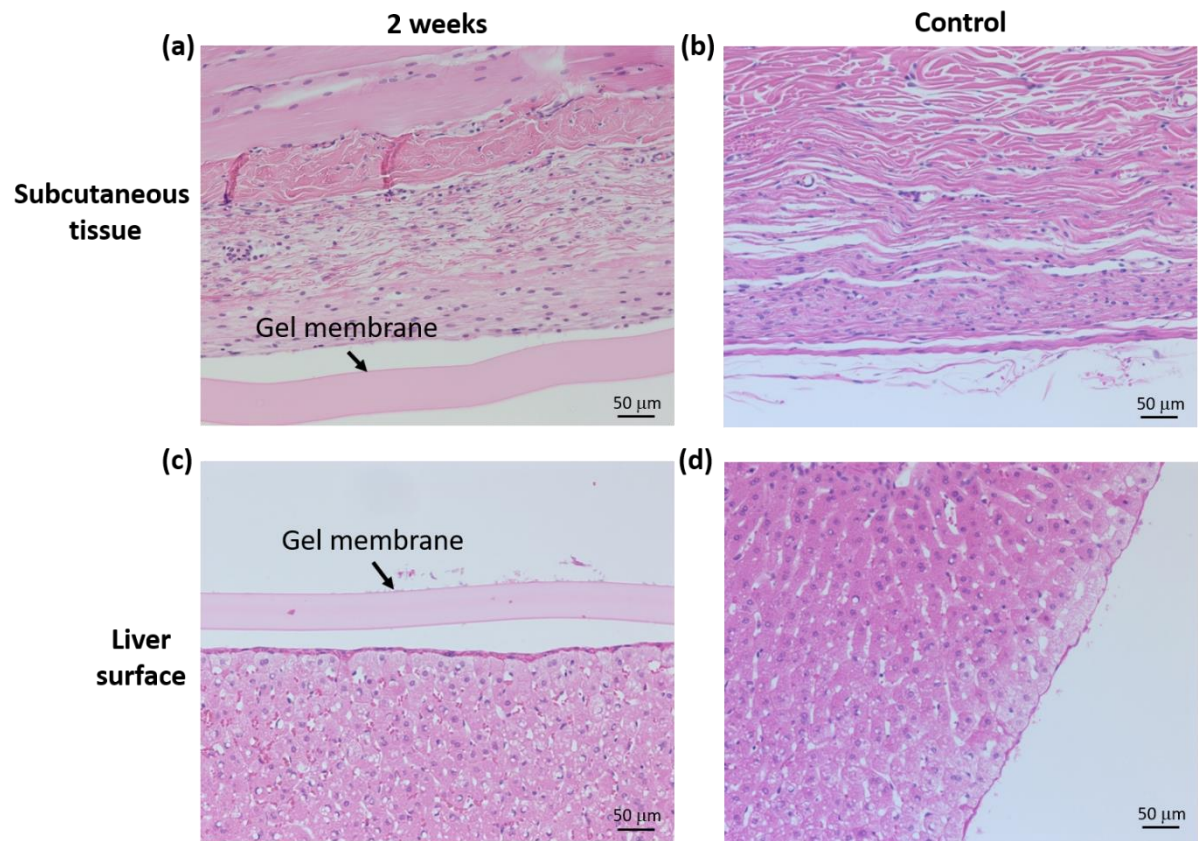 2 weeks
Control
(a)
(b)
Subcutaneous
tissue
Gel membrane
50 μm
50 μm
(c)
(d)
Gel membrane
Liver
surface
50 μm
50 μm